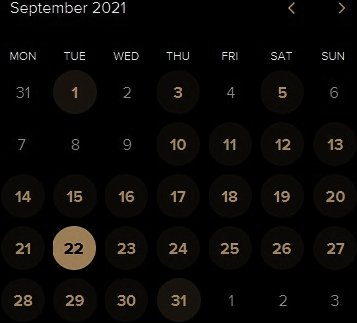 September 2021
MON TUE WED THU FRI SAT SUN
31 1 2 3 4 5 6
7 8 9 10 11 12 13
14 15 16 17 18 19 20
21 22 23 24 25 26 27
28 29 30 31 1 2 3